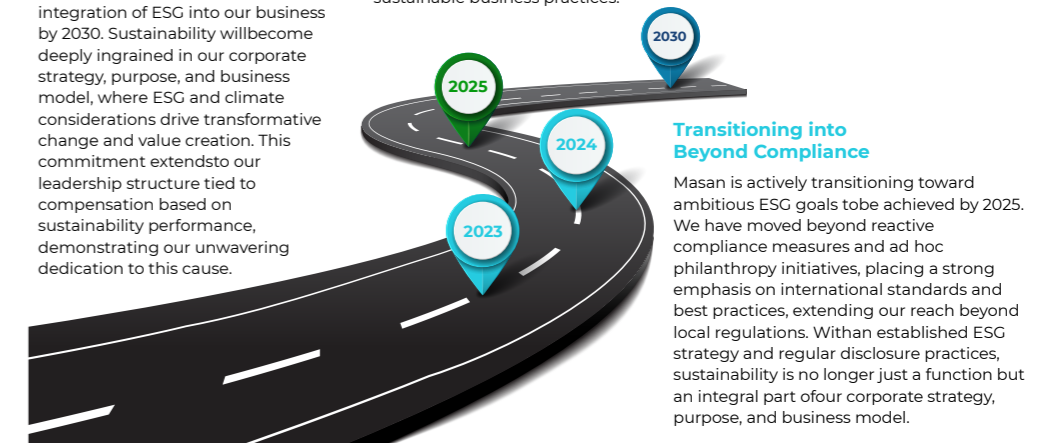 sustainable business practices.
integration of ESG into our business
by 2030. Sustainability willbecome
deeply ingrained in our corporate
strategy, purpose, and business
model, where ESG and climate
considerations drive transformative
change and value creation. This
commitment extendsto our
leadership structure tied to
compensation based on
sustainability performance,
demonstrating our unwavering
dedication to this cause.
2030
2025
2024
2023
Transitioning into
Beyond Compliance
Masan is actively transitioning toward
ambitious ESG goals tobe achieved by 2025.
We have moved beyond reactive
compliance measures and ad hoc
philanthropy initiatives, placing a strong
emphasis on international standards and
best practices, extending our reach beyond
local regulations. Withan established ESG
strategy and regular disclosure practices,
sustainability is no longer just a function but
an integral part ofour corporate strategy,
purpose, and business model.